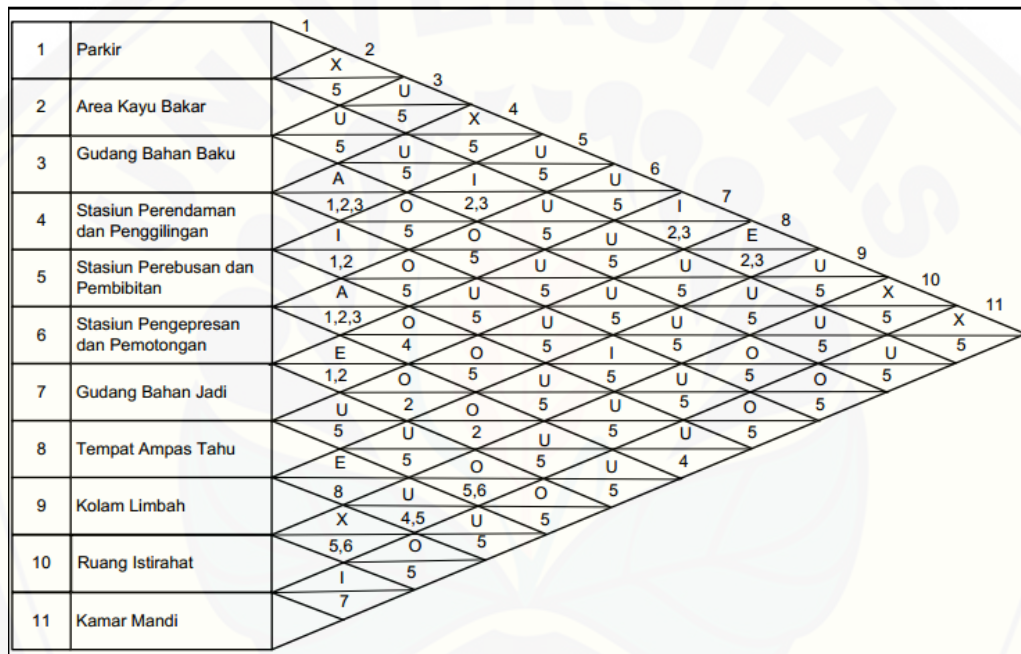 NIVERSITAS
1
1 Parkir 2
X 3
5 U
2 Area Kayu Bakar 4
U 5 X 5
3 Gudang Bahan Baku 5 U 5 U 6
A 5 I 5 U 7
4 Stasiun Perendaman 1,2,3 O 2,3 U 5 I 8
dan Penggilingan I 5 O 5 U 2,3 E 9
5 Stasiun Perebusan dan 1,2 O 5 U 5 U 2,3 U 10
Pembibitan A 5 U 5 U 5 U 5 X 11
6 Stasiun Pengepresan 1,2,3 O 5 U 5 U 5 U 5 X
dan Pemotongan E 4 O 5 I 5 O 5 U 5
7 Gudang Bahan Jadi 1,2 O 5 U 5 U 5 O 5
U 2 O 5 U 5 O 5
8 Tempat Ampas Tahu 5 U 2 U 5 U 5
E 5 O 5 U 4
9 Kolam Limbah 8 U 5,6 O 5
X 4,5 U 5
10 Ruang Istirahat 5,6 O 5
I 5
11 Kamar Mandi 7